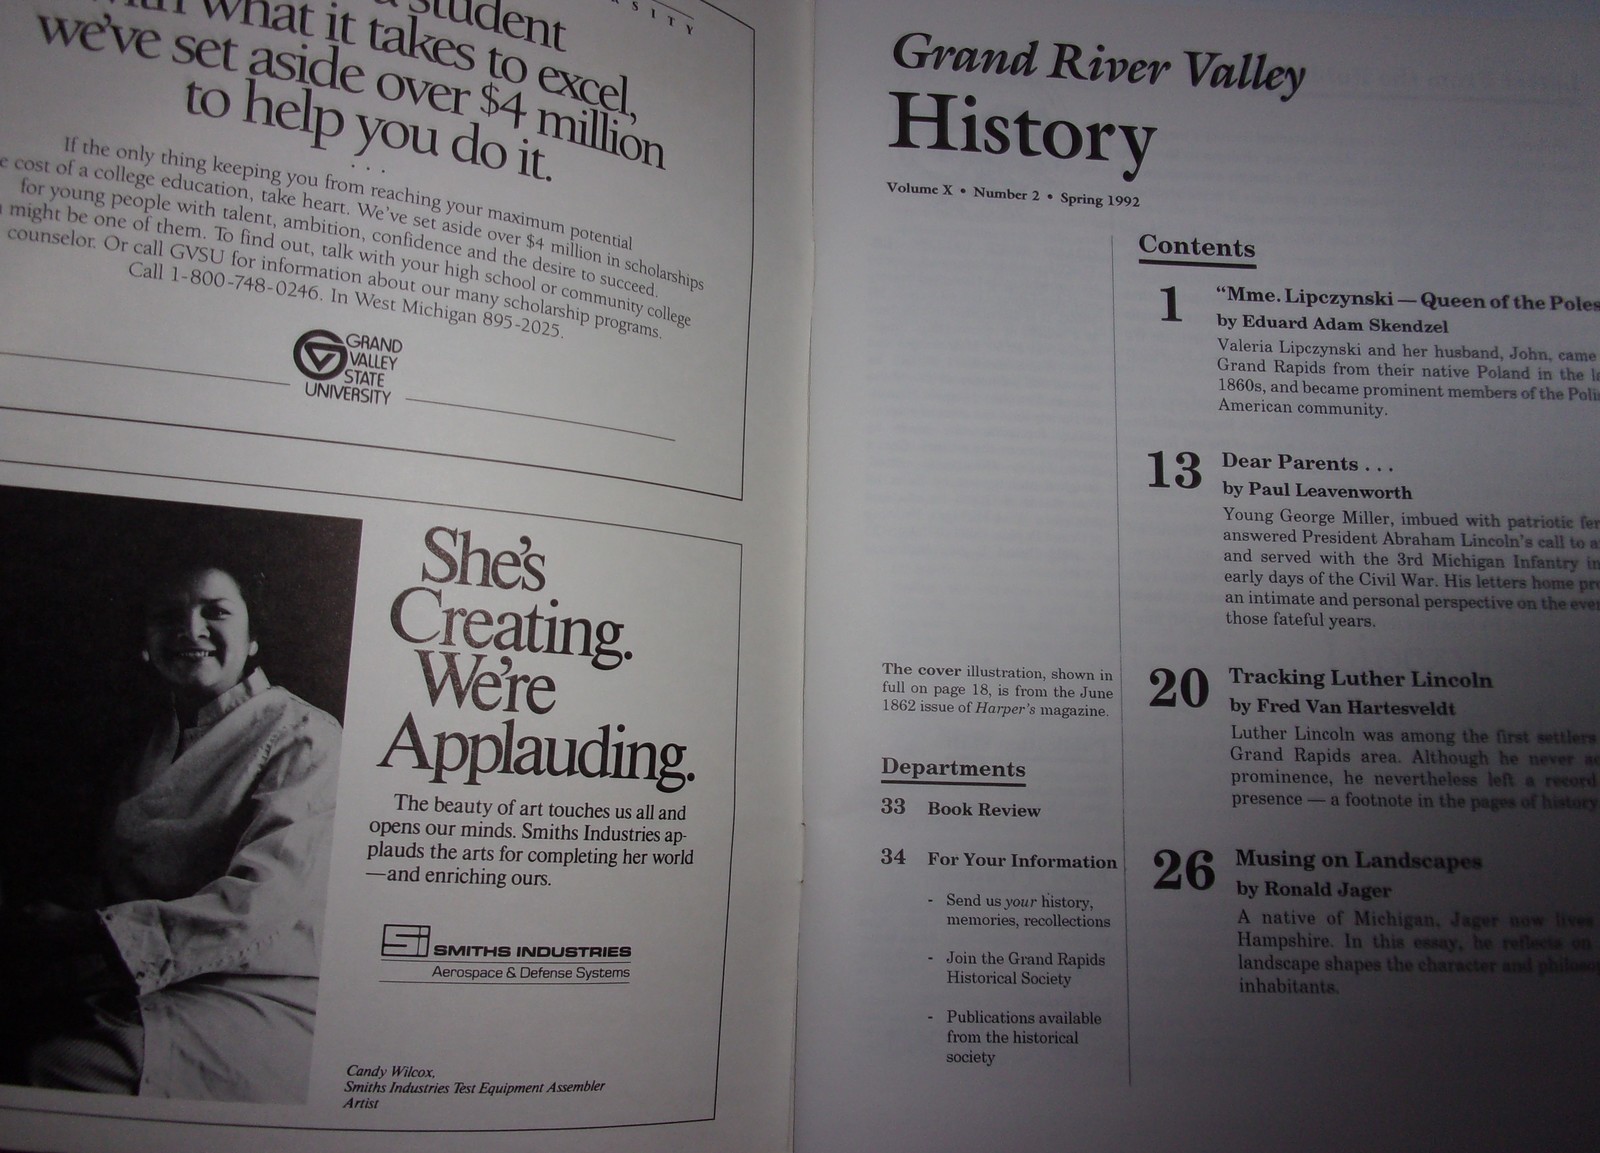 S I T Y
a student
with what it takes to excel,
we've set aside over $4 million
to help you do it.
. . .
If the only thing keeping you from reaching your maximum potential
cost of a college education, take heart. We've set aside over $4 million in scholarships
for young people with talent, ambition, confidence and the desire to succeed.
might be one of them. To find out, talk with your high school or community college
counselor. Or call GVSU for information about our many scholarship programs.
Call 1-800-748-0246. In West Michigan 895-2025.
GRAND
VALLEY
STATE
UNIVERSITY
She's
Creating.
We're
Applauding.
The beauty of art touches us all and
opens our minds. Smiths Industries ap-
plauds the arts for completing her world
—and enriching ours.
SMITHS INDUSTRIES
Aerospace & Defense Systems
Candy Wilcox,
Smiths Industries Test Equipment Assembler
Artist
Grand River Valley
History
Volume X • Number 2 • Spring 1992
The cover illustration, shown in
full on page 18, is from the June
1862 issue of Harper's magazine.
Departments
33 Book Review
34 For Your Information
- Send us your history,
memories, recollections
- Join the Grand Rapids
Historical Society
- Publications available
from the historical
society
Contents
1 "Mme. Lipczynski — Queen of the Poles
by Eduard Adam Skendzel
Valeria Lipczynski and her husband, John, came
Grand Rapids from their native Poland in the
1860s, and became prominent members of the
American community.
13 Dear Parents . . .
by Paul Leavenworth
Young George Miller, imbued with patriotic
answered President Abraham Lincoln's call to
and served with the 3rd Michigan Infantry
early days of the Civil War. His letters home
an intimate and personal perspective on the
those fateful years.
20 Tracking Luther Lincoln
by Fred Van Hartesveldt
Luther Lincoln was among the first settlers
Grand Rapids area. Although he never
prominence, he nevertheless left a record
presence — a footnote in the pages of history
26 Musing on Landscapes
by Ronald Jager
A native of Michigan, Jager now lives
Hampshire. In this essay, he reflects on
landscape shapes the character and
inhabitants.